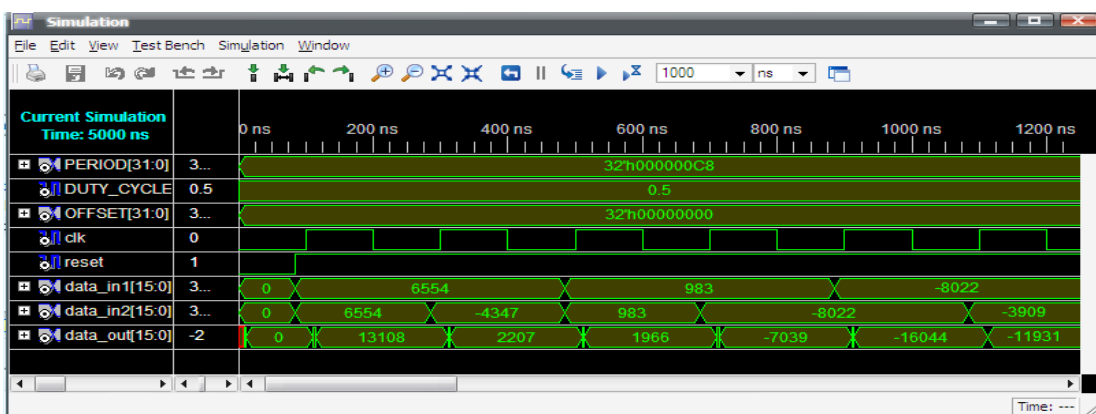 Simulation
File Edit View Test Bench Simulation Window
1000 ns
Current Simulation
Time: 5000 ns
0 ns 200 ns 400 ns 600 ns 800 ns 1000 ns 1200 ns
PERIOD[31:0] 3... 32'h000000C8
DUTY_CYCLE 0.5 0.5
OFFSET[31:0] 3... 32'h00000000
clk 0
reset 1
data_in1[15:0] 3... 0 6554 983 -8022
data_in2[15:0] 3... 0 6554 -4347 983 -8022 -3909
data_out[15:0] -2 0 13108 2207 1966 -7039 -16044 -11931
Time: ---